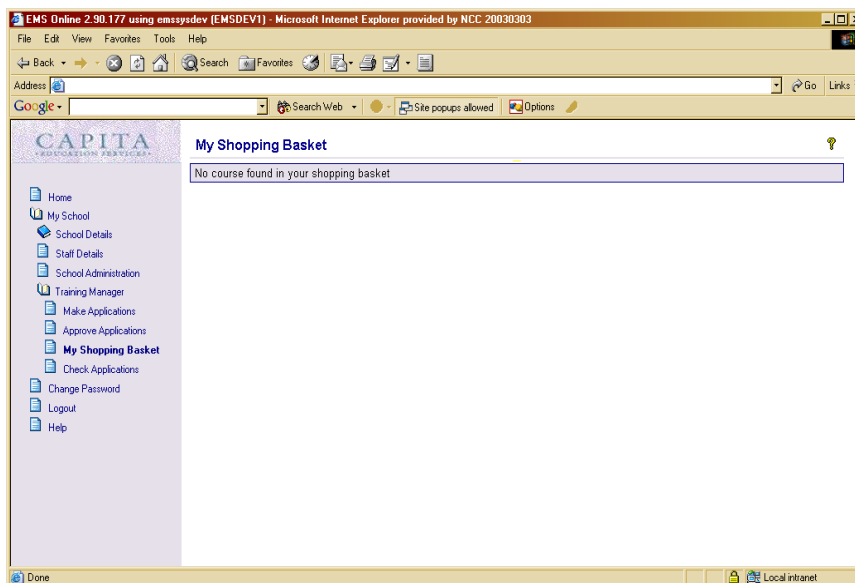 EMS Online 2.90.177 using emssysdev (EMSDEV1) - Microsoft Internet Explorer provided by NCC 20030303
File Edit View Favorites Tools Help
Back Search Favorites
Address Go Links
Google Search Web Site popups allowed Options
CAPITA
EDUCATION SERVICES
My Shopping Basket
No course found in your shopping basket
Home
My School
School Details
Staff Details
School Administration
Training Manager
Make Applications
Approve Applications
My Shopping Basket
Check Applications
Change Password
Logout
Help
Done Local intranet